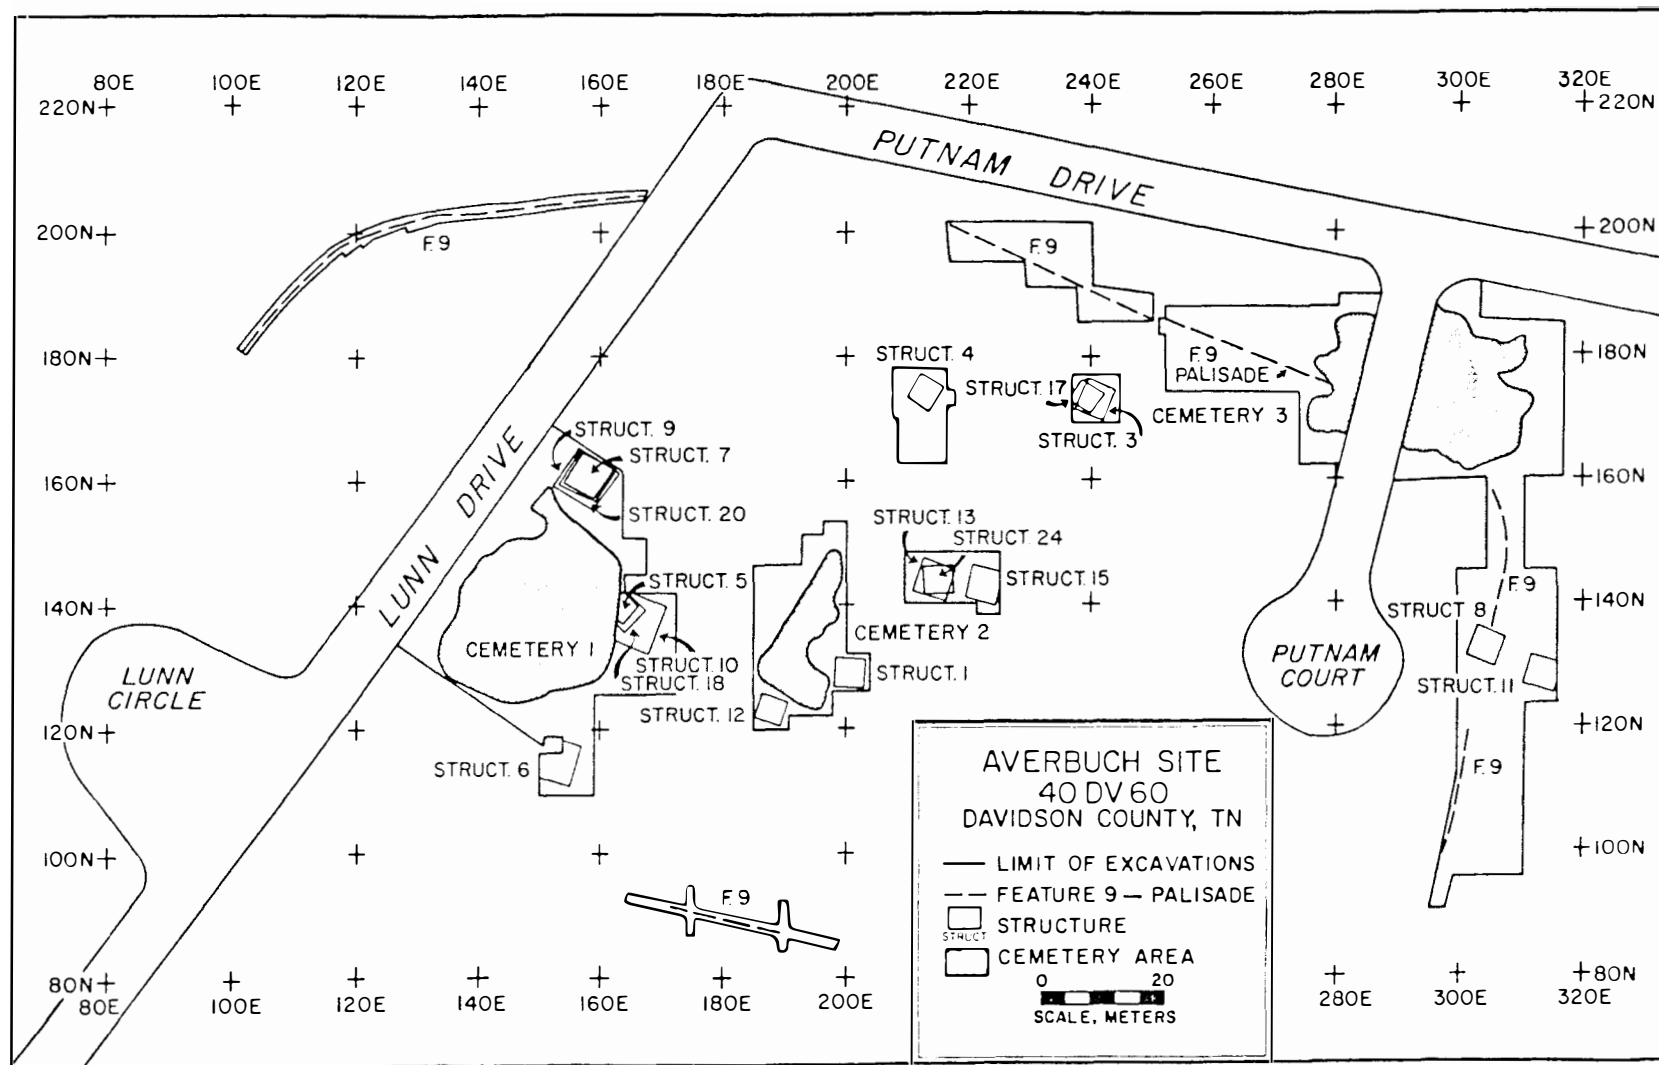 80E 100E 120E 140E 160E 180E 200E 220E 240E 260E 280E 300E 320E
220N 220N
PUTNAM DRIVE
200N F.9 F.9 200N
180N STRUCT. 4 F.9 180N
PALISADE
STRUCT. 17 CEMETERY 3
STRUCT. 3
STRUCT. 9
STRUCT. 7
LUNN DRIVE
160N 160N
STRUCT. 20
STRUCT. 13
STRUCT. 24
STRUCT. 5 STRUCT. 15
F.9
140N STRUCT 8 140N
CEMETERY 1 CEMETERY 2
STRUCT. 10
STRUCT. 18
STRUCT. 1
LUNN
CIRCLE
PUTNAM
COURT
STRUCT. 11
STRUCT. 12
120N 120N
STRUCT. 6 F.9
AVERBUCH SITE
40 DV 60
DAVIDSON COUNTY, TN
LIMIT OF EXCAVATIONS
FEATURE 9 — PALISADE
STRUCT
STRUCTURE
CEMETERY AREA
0 20
SCALE, METERS
100N 100N
F.9
80N 80N
80E 100E 120E 140E 160E 180E 200E 280E 300E 320E